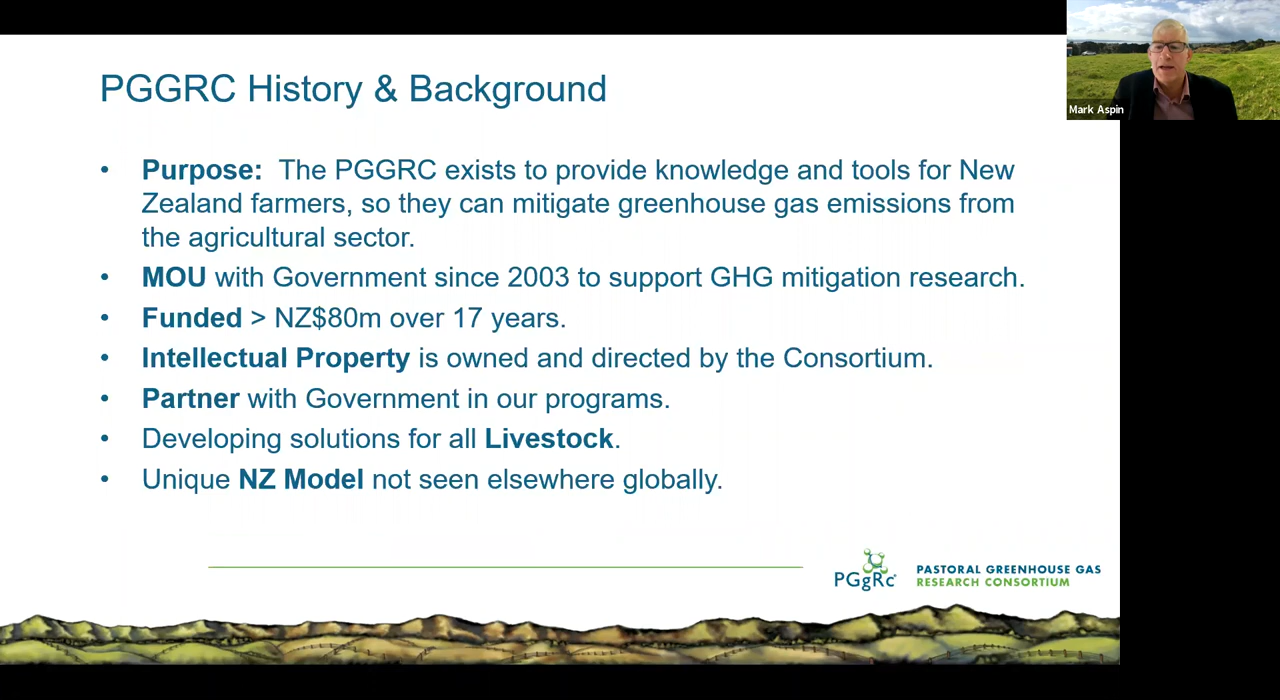 PGGRC History & Background
Mark Aspin
• Purpose: The PGGRC exists to provide knowledge and tools for New
Zealand farmers, so they can mitigate greenhouse gas emissions from
the agricultural sector.
• MOU with Government since 2003 to support GHG mitigation research.
• Funded > NZ$80m over 17 years.
• Intellectual Property is owned and directed by the Consortium.
• Partner with Government in our programs.
• Developing solutions for all Livestock.
• Unique NZ Model not seen elsewhere globally.
PGgRc
PASTORAL GREENHOUSE GAS
RESEARCH CONSORTIUM